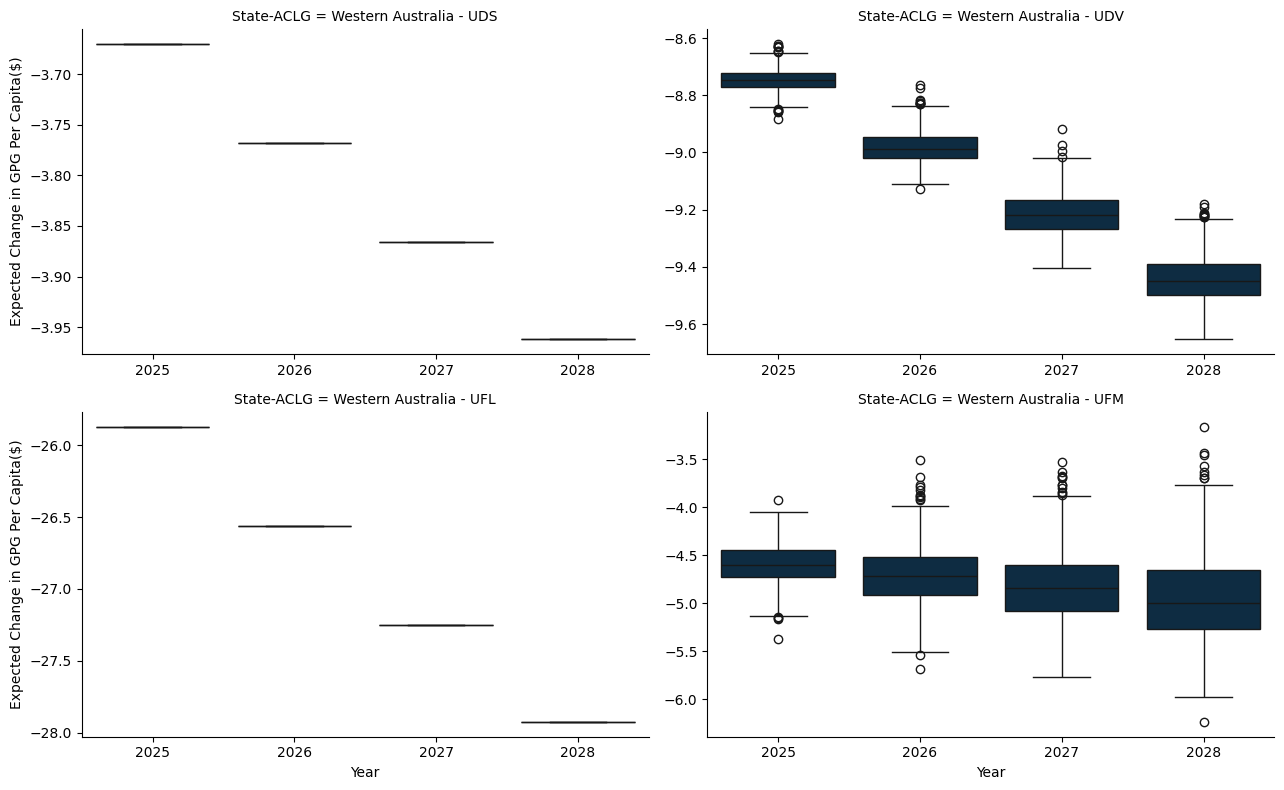 State-ACLG = Western Australia - UDS
Expected Change in GPG Per Capita($)
−3.70
−3.75
−3.80
−3.85
−3.90
−3.95
2025 2026 2027 2028
State-ACLG = Western Australia - UDV
−8.6
−8.8
−9.0
−9.2
−9.4
−9.6
2025 2026 2027 2028
State-ACLG = Western Australia - UFL
Expected Change in GPG Per Capita($)
−26.0
−26.5
−27.0
−27.5
−28.0
2025 2026 2027 2028
Year
State-ACLG = Western Australia - UFM
−3.5
−4.0
−4.5
−5.0
−5.5
−6.0
2025 2026 2027 2028
Year